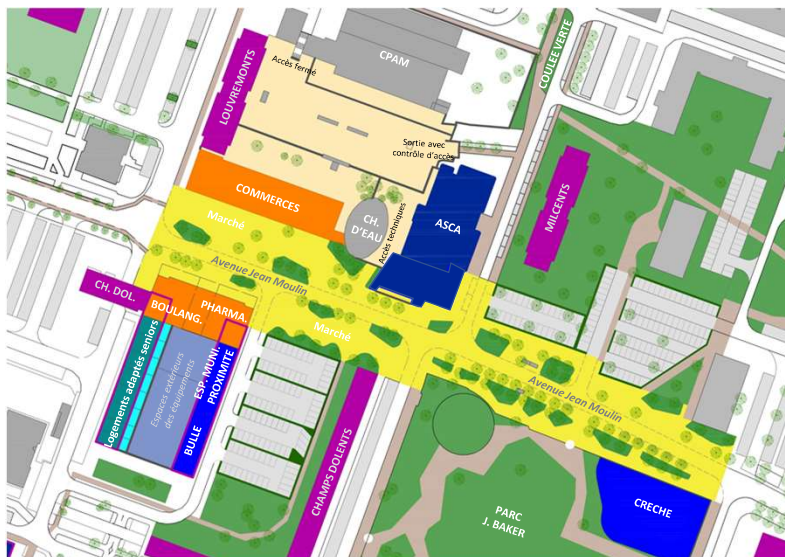 CPAM
COULEE VERTE
Accès fermé
LOUVREMONTS
Sortie avec
contrôle d'accès
COMMERCES
Marché
CH.
D'EAU
Accès techniques
ASCA
MILCENTS
Avenue Jean Moulin
CH. DOL.
BOULANG.
PHARMA.
Marché
Logements adaptés seniors
Espaces extérieurs
des équipements
BULLE
ESP. MUNI.
PROXIMITE
Avenue Jean Moulin
CHAMPS DOLENTS
PARC
J. BAKER
CRECHE